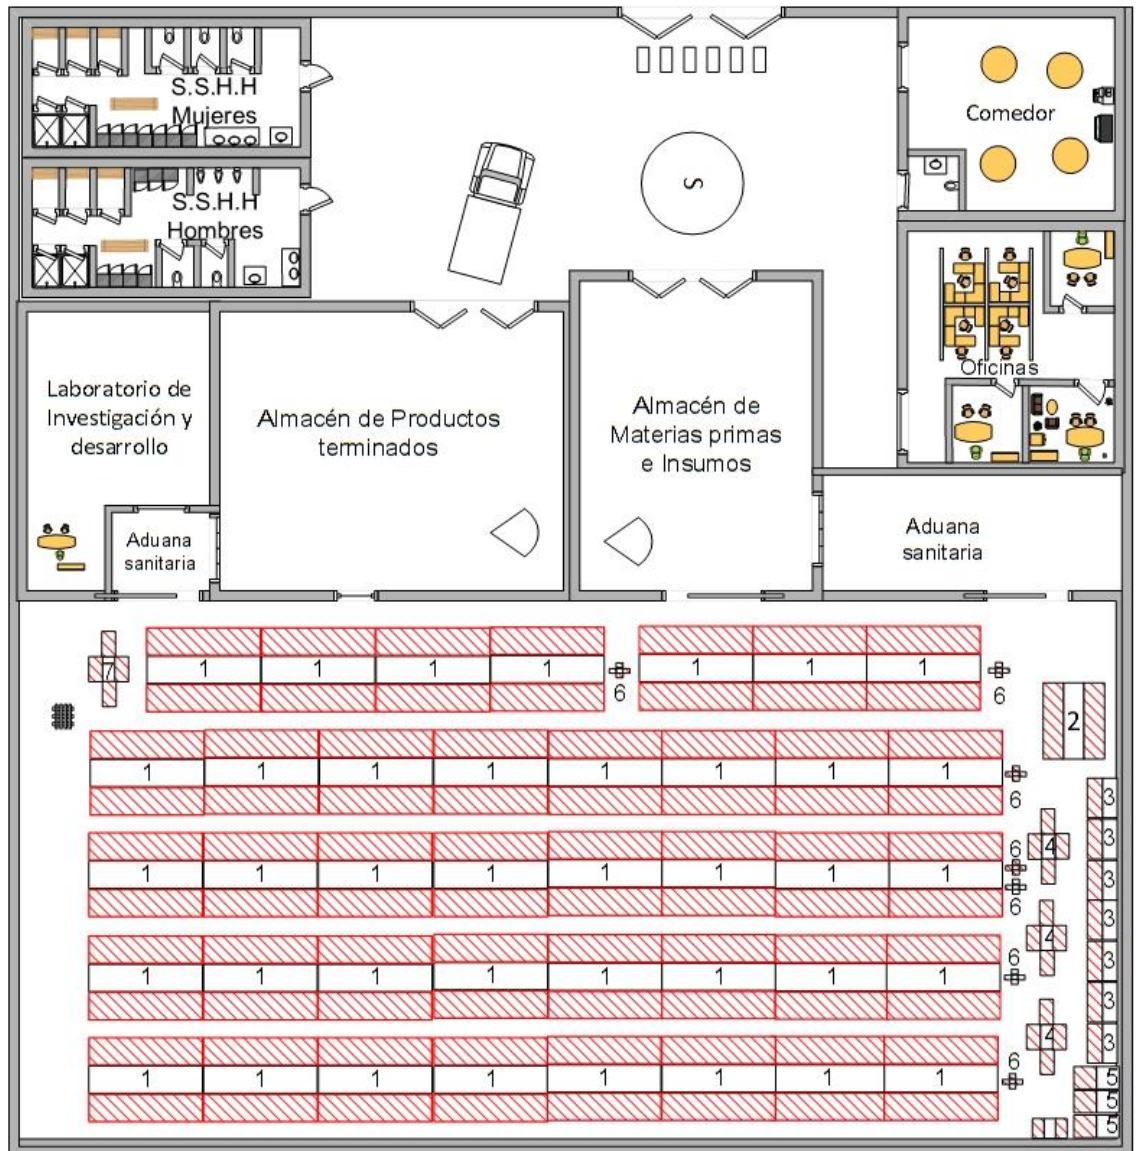 S.S.H.H
Mujeres
S.S.H.H
Hombres
S
Comedor
Oficinas
Laboratorio de
Investigación y
desarrollo
Almacén de Productos
terminados
Almacén de
Materias primas
e Insumos
Aduana
sanitaria
Aduana
sanitaria
7
1 1 1 1
6
1 1 1
6
2
1 1 1 1 1 1 1 1
6
3
3
4
1 1 1 1 1 1 1 1
6
6
3
3
4
1 1 1 1 1 1 1 1
6
3
3
4
1 1 1 1 1 1 1 1
6
3
5
5
5